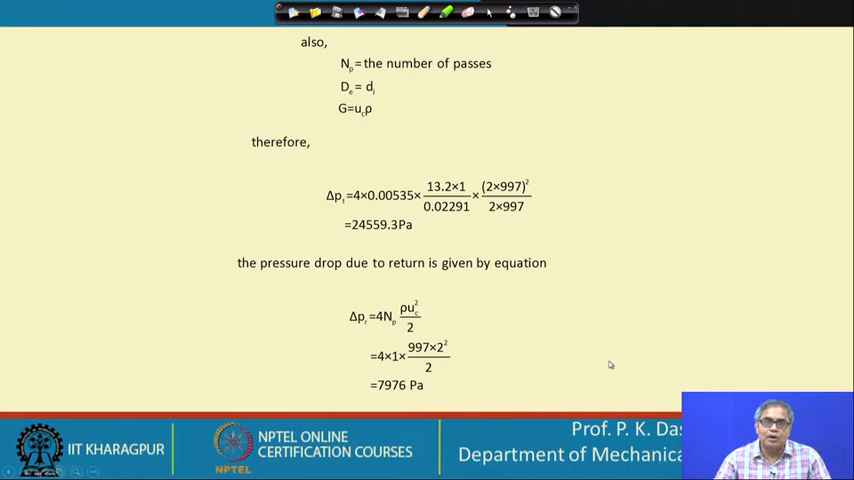 also,
Nₚ=the number of passes
Dₑ= dᵢ
G=u_cρ
therefore,
Δpₜ=4×0.00535×(13.2×1/0.02291)×((2×997)²/(2×997))
=24559.3Pa
the pressure drop due to return is given by equation
Δpᵣ=4Nₚ(ρu_c²/2)
=4×1×(997×2²/2)
=7976 Pa
IIT KHARAGPUR
NPTEL
NPTEL ONLINE
CERTIFICATION COURSES
Prof. P. K. Das
Department of Mechanica